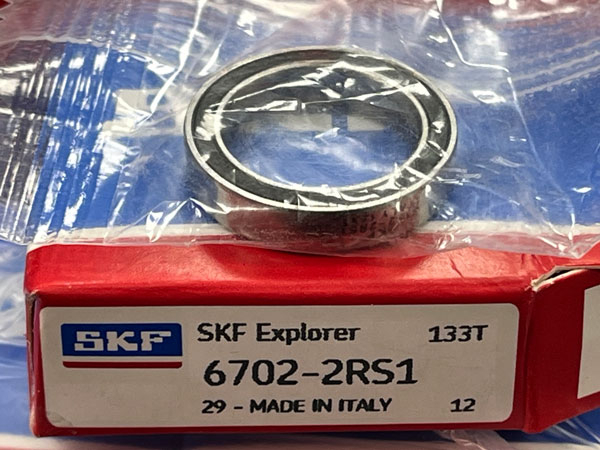 SKF
SKF Explorer 133T
6702-2RS1
29 - MADE IN ITALY 12